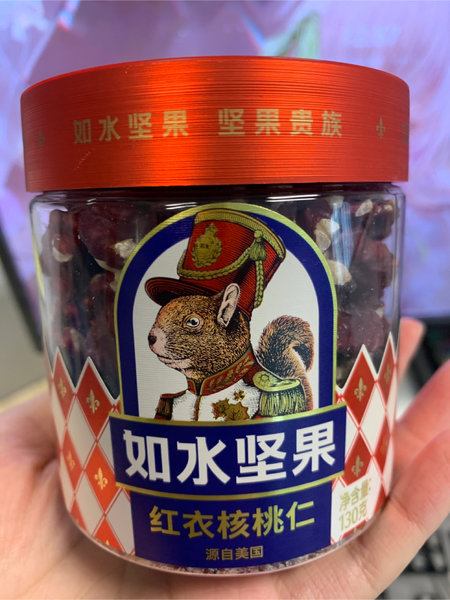 如水坚果 坚果贵族
如水坚果
红衣核桃仁
源自美国
净含量:
130克